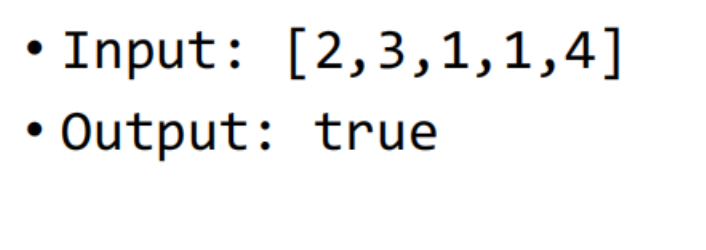 • Input: [2,3,1,1,4]
• Output: true